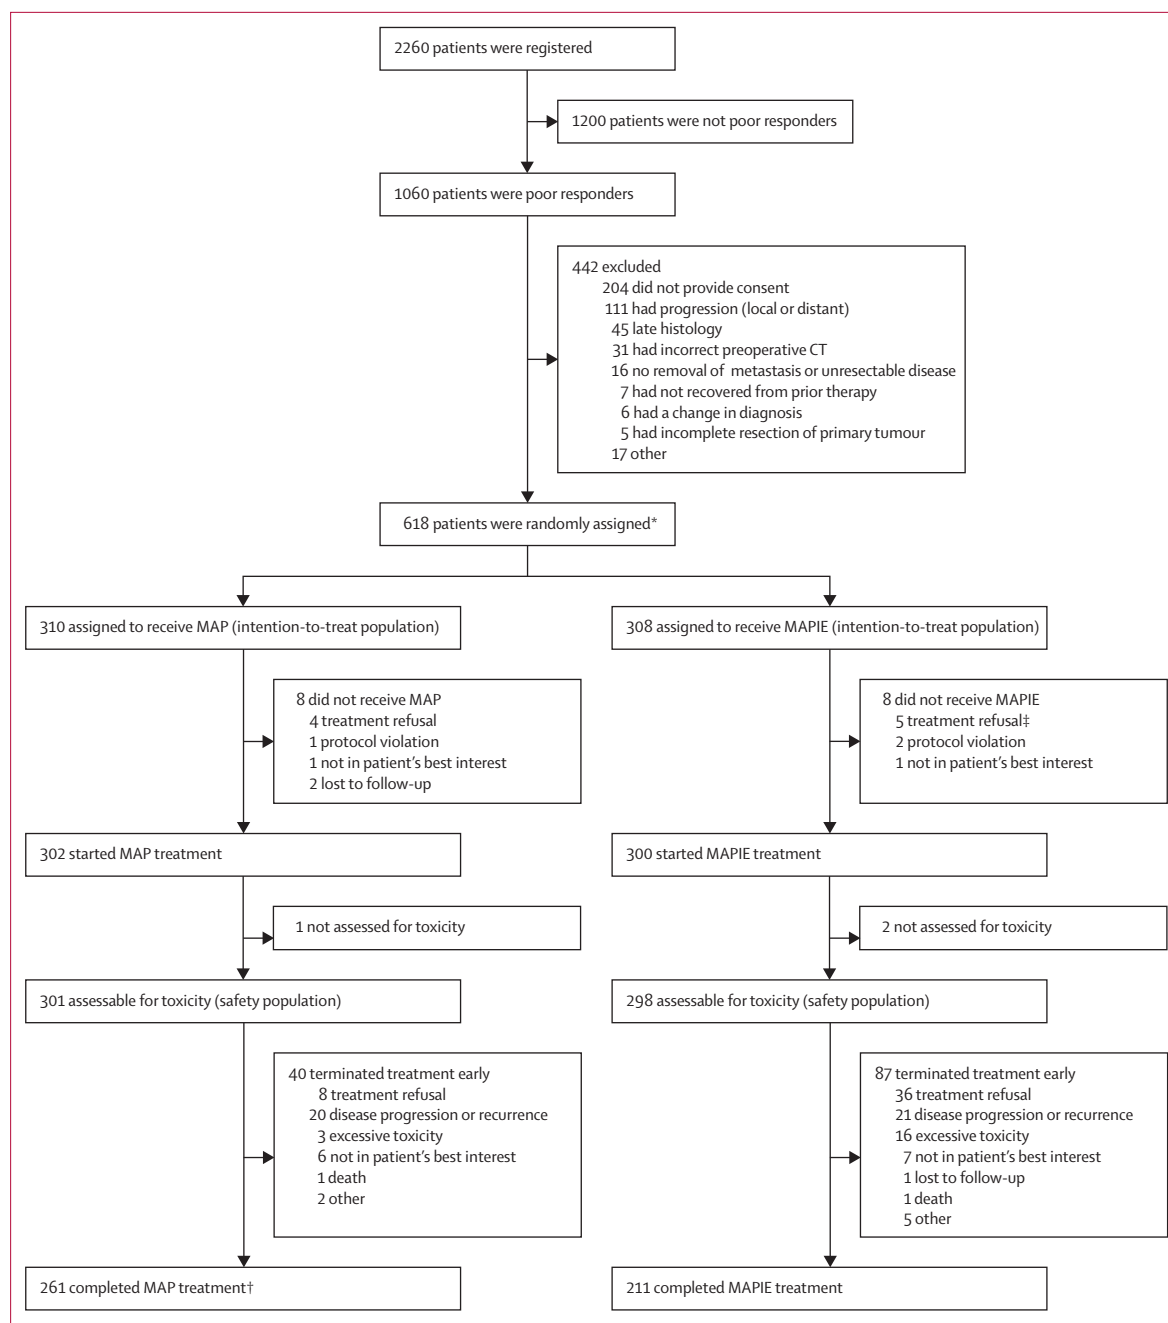 2260 patients were registered
1200 patients were not poor responders
1060 patients were poor responders
442 excluded
204 did not provide consent
111 had progression (local or distant)
45 late histology
31 had incorrect preoperative CT
16 no removal of metastasis or unresectable disease
7 had not recovered from prior therapy
6 had a change in diagnosis
5 had incomplete resection of primary tumour
17 other
618 patients were randomly assigned*
310 assigned to receive MAP (intention-to-treat population)
8 did not receive MAP
4 treatment refusal
1 protocol violation
1 not in patient's best interest
2 lost to follow-up
302 started MAP treatment
1 not assessed for toxicity
301 assessable for toxicity (safety population)
40 terminated treatment early
8 treatment refusal
20 disease progression or recurrence
3 excessive toxicity
6 not in patient's best interest
1 death
2 other
261 completed MAP treatment†
308 assigned to receive MAPIE (intention-to-treat population)
8 did not receive MAPIE
5 treatment refusal‡
2 protocol violation
1 not in patient's best interest
300 started MAPIE treatment
2 not assessed for toxicity
298 assessable for toxicity (safety population)
87 terminated treatment early
36 treatment refusal
21 disease progression or recurrence
16 excessive toxicity
7 not in patient's best interest
1 lost to follow-up
1 death
5 other
211 completed MAPIE treatment